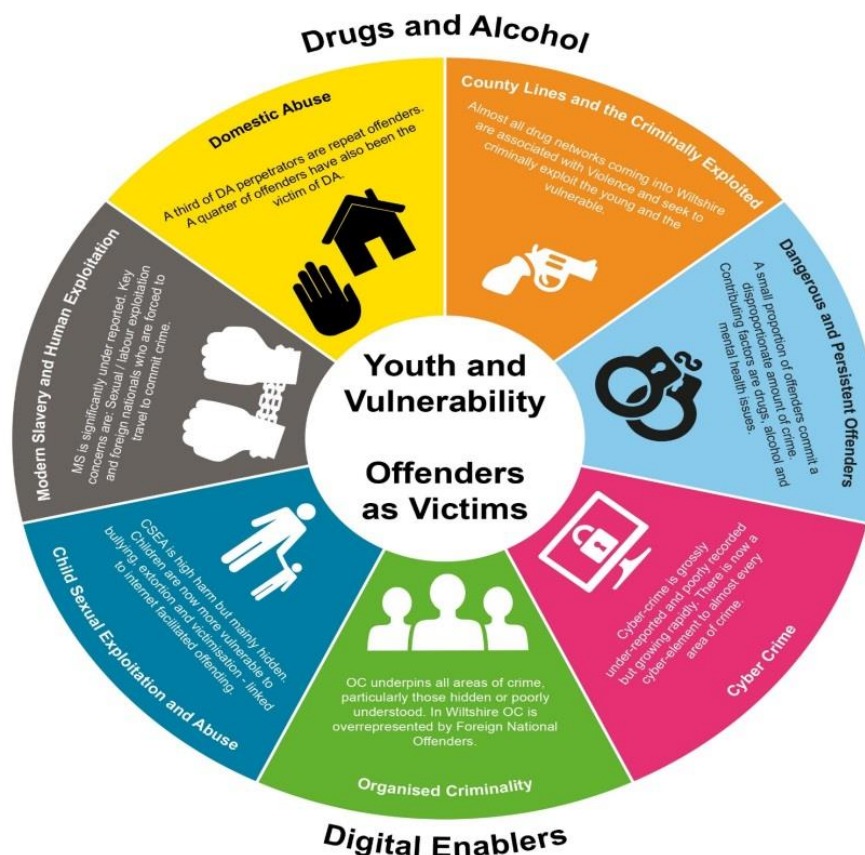 Drugs and Alcohol
Domestic Abuse
A third of DA perpetrators are repeat offenders.
A quarter of offenders have also been the
victim of DA.
County Lines and the Criminally Exploited
Almost all drug networks coming into Wiltshire
are associated with Violence and seek to
criminally exploit the young and the
vulnerable.
Dangerous and Persistent Offenders
A small proportion of offenders commit a
disproportionate amount of crime.
Contributing factors are drugs, alcohol and
mental health issues.
Cyber-crime is grossly
under-reported and poorly recorded
but growing rapidly. There is now a
cyber-element to almost every
area of crime.
Cyber Crime
OC underpins all areas of crime,
particularly those hidden or poorly
understood. In Wiltshire OC is
overrepresented by Foreign National
Offenders.
Organised Criminality
CSEA is high harm but mainly hidden.
Children are now more vulnerable to
bullying, extortion and victimisation - linked
to internet facilitated offending.
Child Sexual Exploitation and Abuse
Modern Slavery and Human Exploitation
MS is significantly under reported. Key
concerns are: Sexual / labour exploitation
and foreign nationals who are forced to
travel to commit crime.
Youth and
Vulnerability
Offenders
as Victims
Digital Enablers